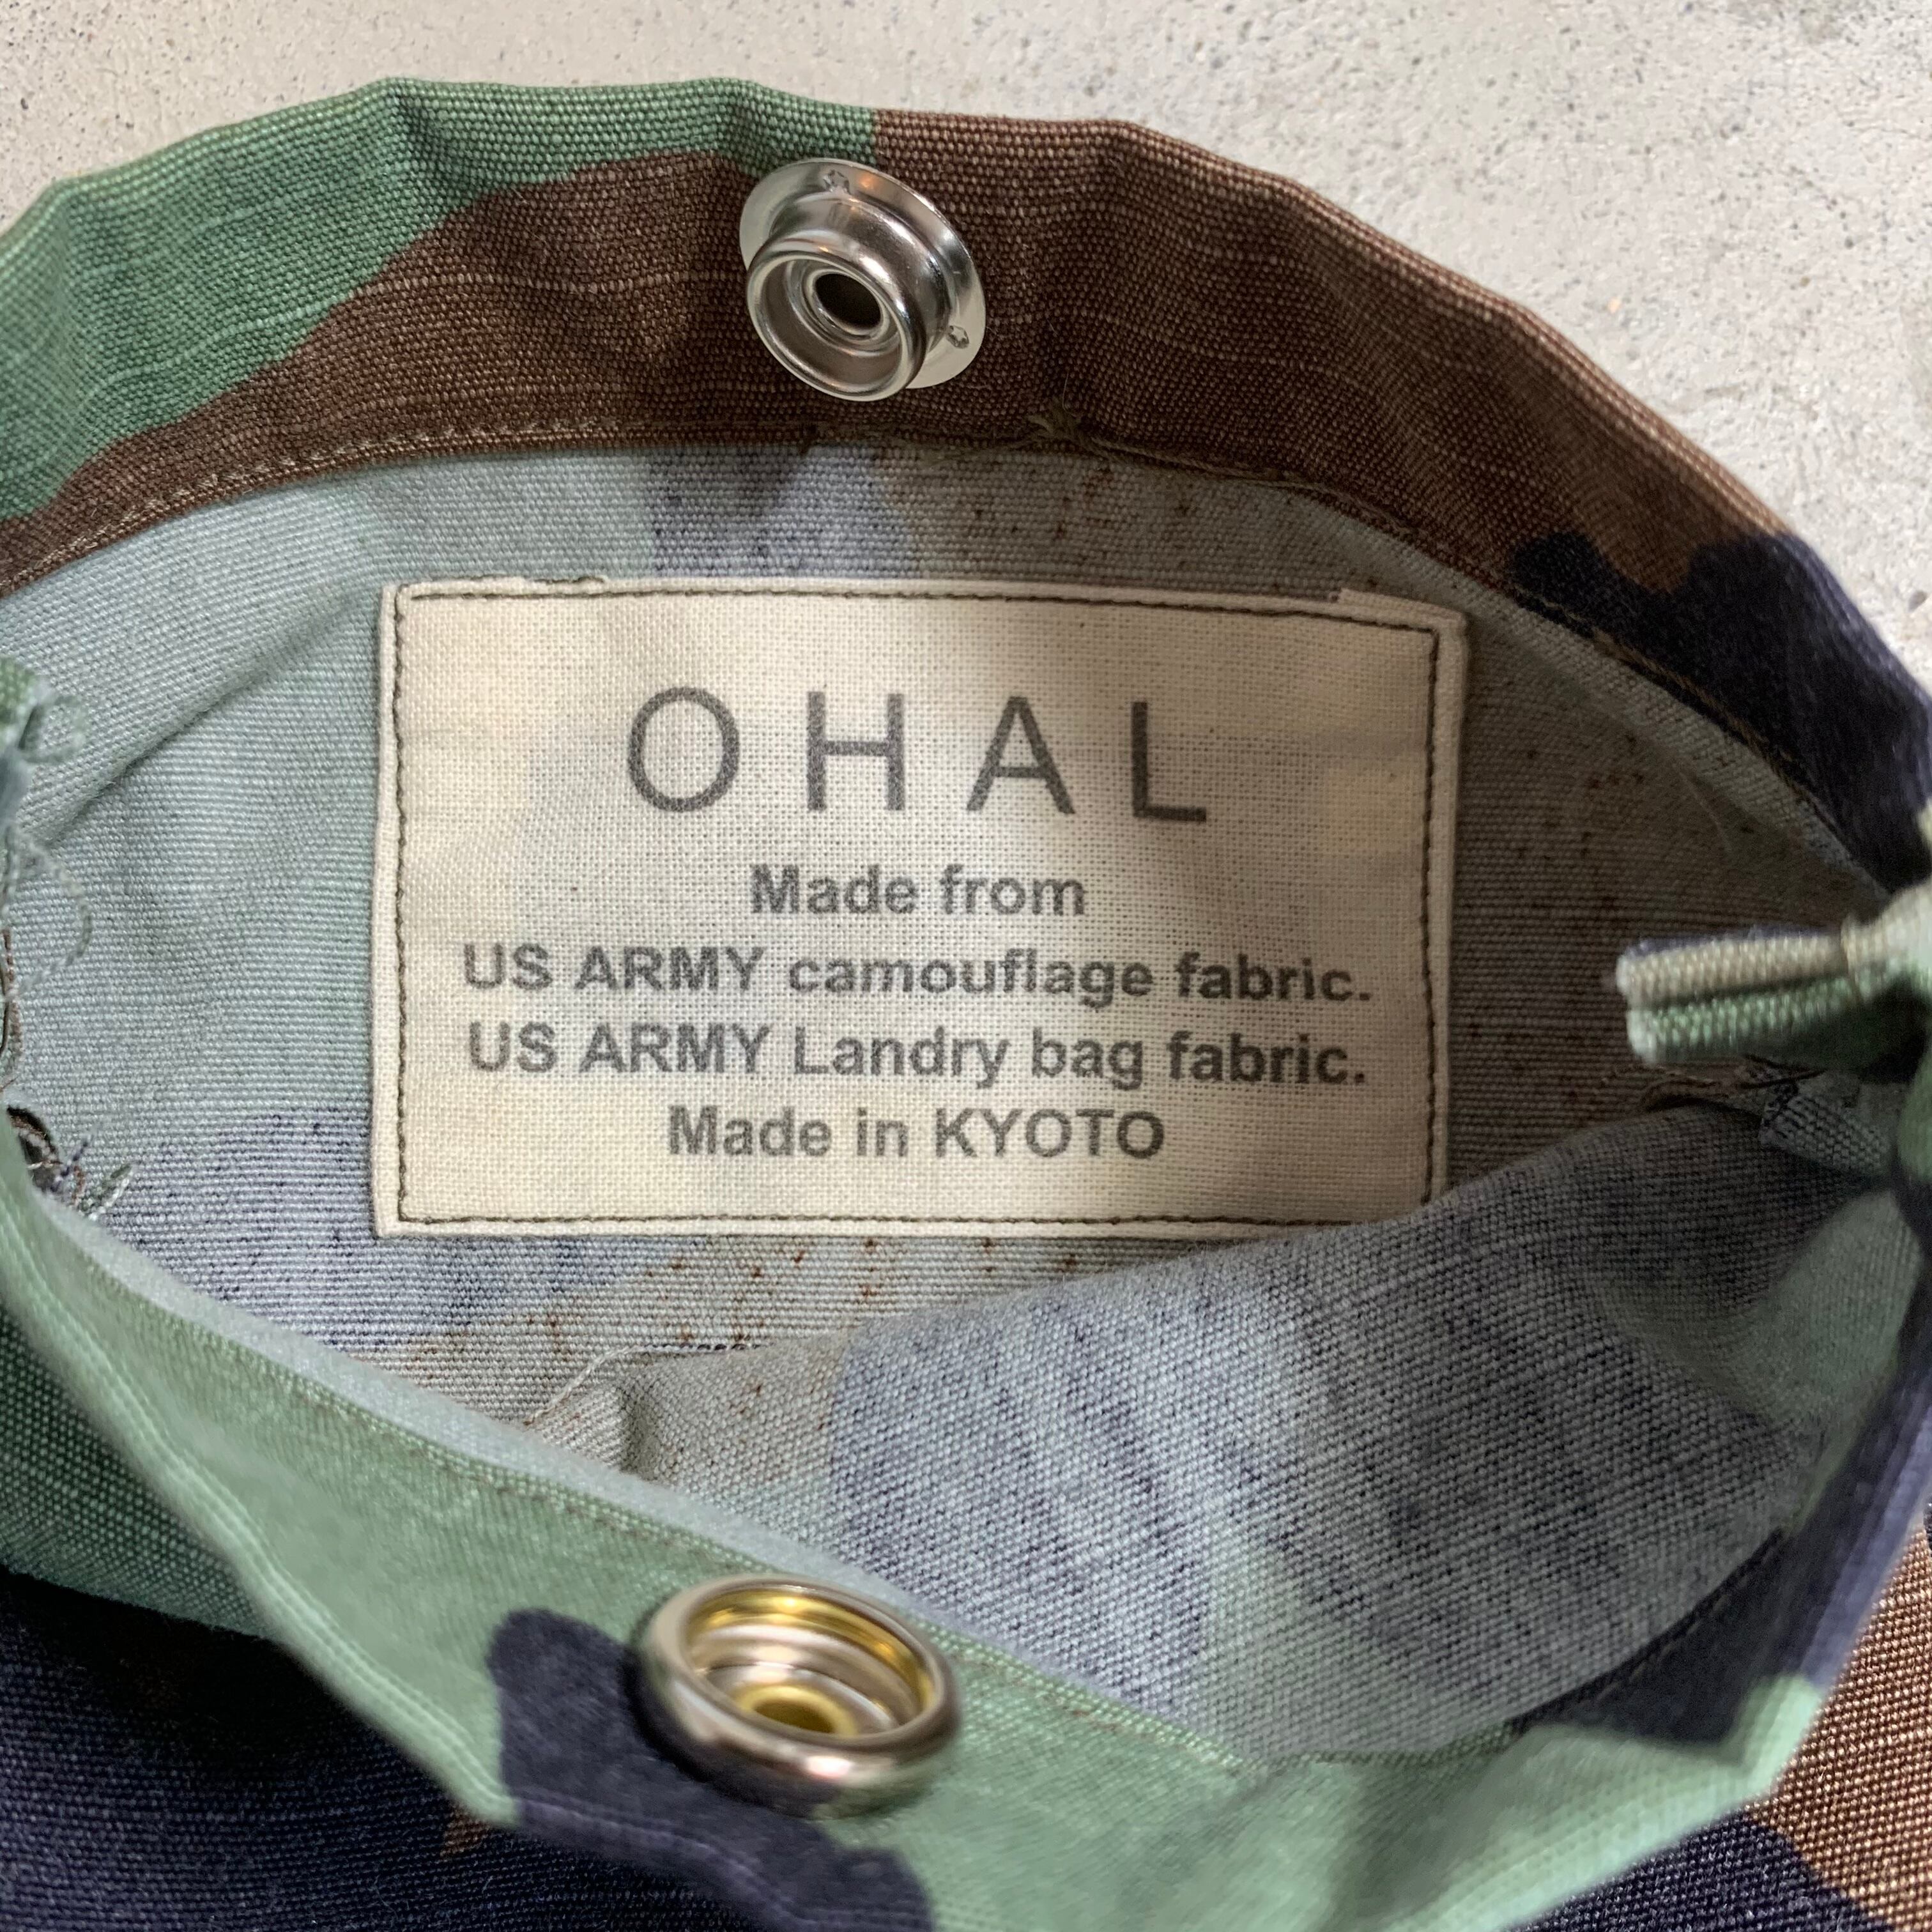 OHAL
Made from
US ARMY camouflage fabric.
US ARMY Landry bag fabric.
Made in KYOTO